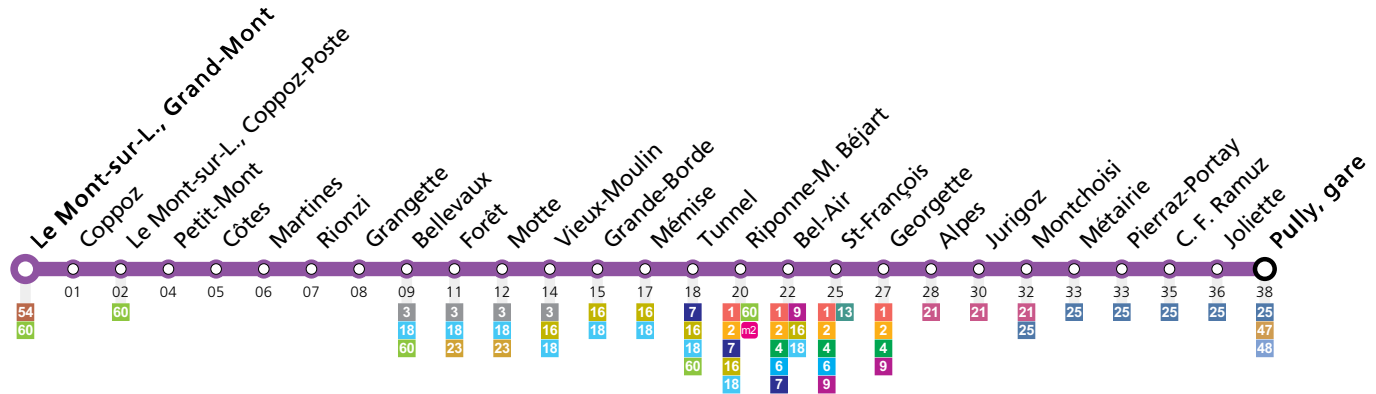 Le Mont-sur-L., Grand-Mont
Coppoz
Le Mont-sur-L., Coppoz-Poste
Petit-Mont
Côtes
Martines
Rionzi
Grangette
Bellevaux
Forêt
Motte
Vieux-Moulin
Grande-Borde
Mémise
Tunnel
Riponne-M. Béjart
Bel-Air
St-François
Georgette
Alpes
Jurigoz
Montchoisi
Métairie
Pierraz-Portay
C. F. Ramuz
Joliette
Pully, gare
01 02 04 05 06 07 08 09 11 12 14 15 17 18 20 22 25 27 28 30 32 33 33 35 36 38
54 60 3 3 3 3 16 16 7 1 60 1 9 1 13 1 21 21 21 25 25 25 25 25
60 18 18 18 16 18 18 16 2 m2 2 16 2 2 25 47
60 23 23 18 18 7 4 18 4 4 48
60 16 6 6 9
18 7 9